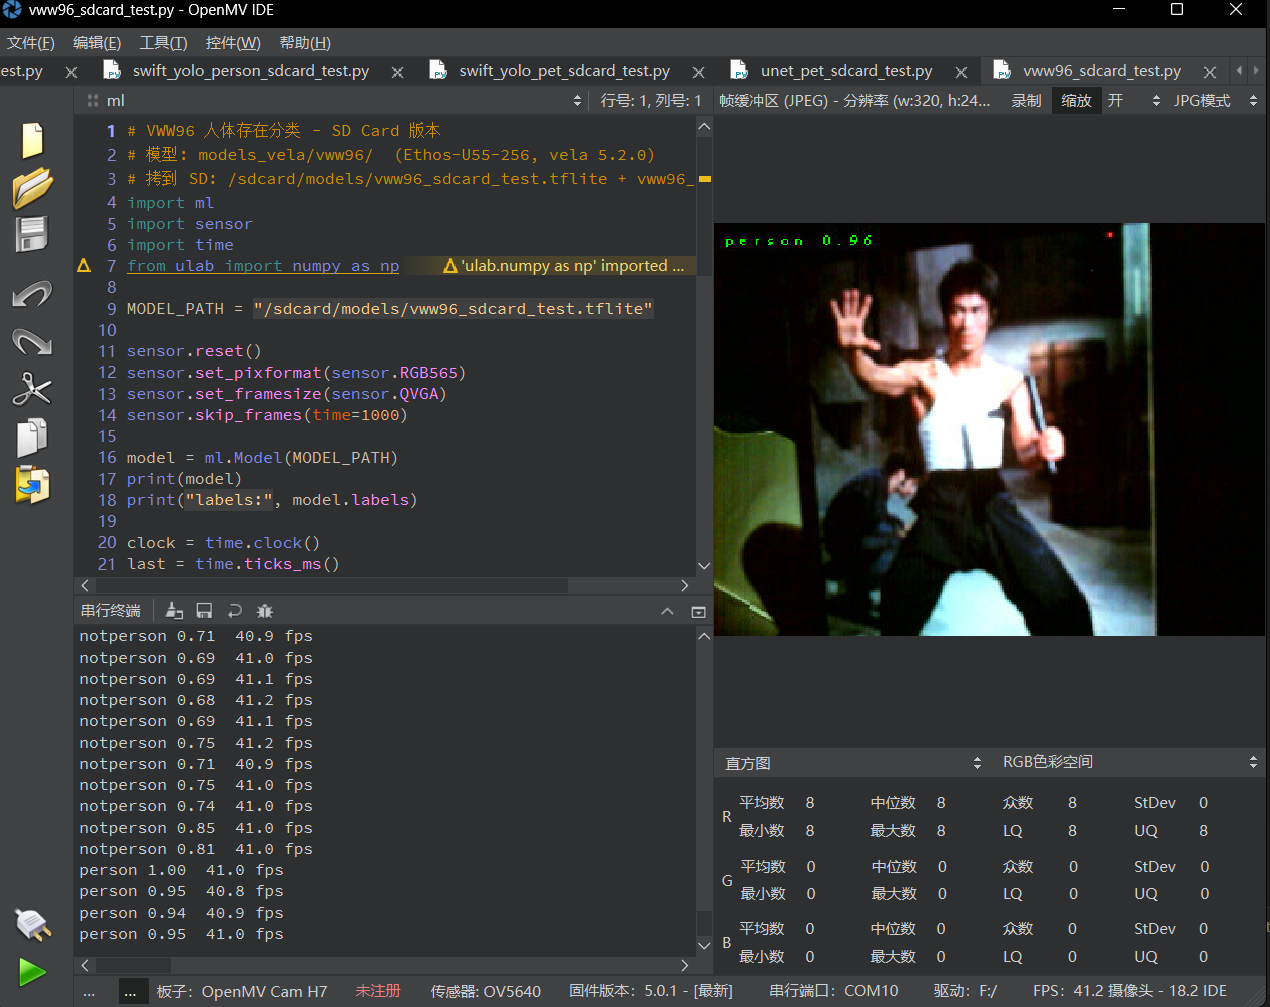 vww96_sdcard_test.py - OpenMV IDE
文件(F) 编辑(E) 工具(T) 控件(W) 帮助(H)
est.py swift_yolo_person_sdcard_test.py swift_yolo_pet_sdcard_test.py unet_pet_sdcard_test.py vww96_sdcard_test.py
ml 行号: 1, 列号: 1 帧缓冲区 (JPEG) - 分辨率 (w:320, h:24... 录制 缩放 开 JPG模式
1 # VWW96 人体存在分类 - SD Card 版本
2 # 模型: models_vela/vww96/ (Ethos-U55-256, vela 5.2.0)
3 # 拷到 SD: /sdcard/models/vww96_sdcard_test.tflite + vww96_
4 import ml
5 import sensor
6 import time
7 from ulab import numpy as np 'ulab.numpy as np' imported ...
8
9 MODEL_PATH = "/sdcard/models/vww96_sdcard_test.tflite"
10
11 sensor.reset()
12 sensor.set_pixformat(sensor.RGB565)
13 sensor.set_framesize(sensor.QVGA)
14 sensor.skip_frames(time=1000)
15
16 model = ml.Model(MODEL_PATH)
17 print(model)
18 print("labels:", model.labels)
19
20 clock = time.clock()
21 last = time.ticks_ms()
person 0.96
串行终端
notperson 0.71 40.9 fps
notperson 0.69 41.0 fps
notperson 0.69 41.1 fps
notperson 0.68 41.2 fps
notperson 0.69 41.1 fps
notperson 0.75 41.2 fps
notperson 0.71 40.9 fps
notperson 0.75 41.0 fps
notperson 0.74 41.0 fps
notperson 0.85 41.0 fps
notperson 0.81 41.0 fps
person 1.00 41.0 fps
person 0.95 40.8 fps
person 0.94 40.9 fps
person 0.95 41.0 fps
直方图 RGB色彩空间
R
平均数 8 中位数 8 众数 8 StDev 0
最小数 8 最大数 8 LQ 8 UQ 8
G
平均数 0 中位数 0 众数 0 StDev 0
最小数 0 最大数 0 LQ 0 UQ 0
B
平均数 0 中位数 0 众数 0 StDev 0
最小数 0 最大数 0 LQ 0 UQ 0
... ... 板子: OpenMV Cam H7 未注册 传感器: OV5640 固件版本: 5.0.1 - [最新] 串行端口: COM10 驱动: F:/ FPS: 41.2 摄像头 - 18.2 IDE